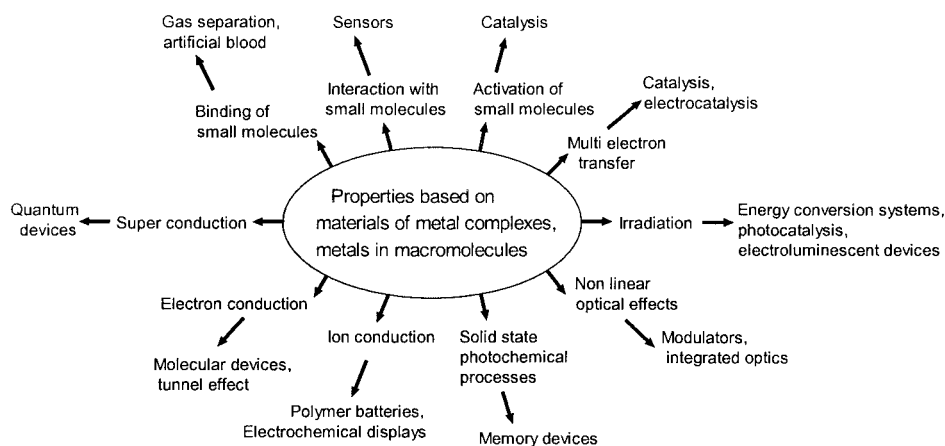 Gas separation,
artificial blood
Sensors
Catalysis
Binding of
small molecules
Interaction with
small molecules
Activation of
small molecules
Catalysis,
electrocatalysis
Multi electron
transfer
Properties based on
materials of metal complexes,
metals in macromolecules
Quantum
devices
Super conduction
Irradiation
Energy conversion systems,
photocatalysis,
electroluminescent devices
Electron conduction
Molecular devices,
tunnel effect
Ion conduction
Polymer batteries,
Electrochemical displays
Solid state
photochemical
processes
Memory devices
Non linear
optical effects
Modulators,
integrated optics